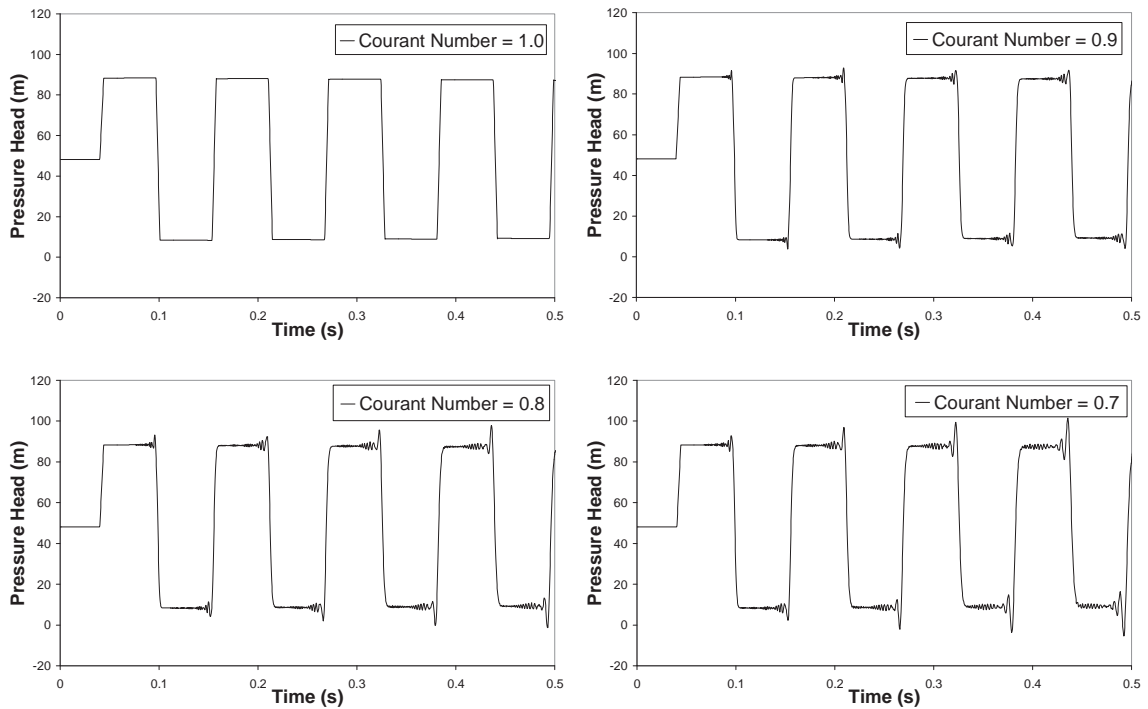 Courant Number = 1.0
Pressure Head (m)
120
100
80
60
40
20
0
-20
0 0.1 0.2 0.3 0.4 0.5
Time (s)
Courant Number = 0.9
Pressure Head (m)
120
100
80
60
40
20
0
-20
0 0.1 0.2 0.3 0.4 0.5
Time (s)
Courant Number = 0.8
Pressure Head (m)
120
100
80
60
40
20
0
-20
0 0.1 0.2 0.3 0.4 0.5
Time (s)
Courant Number = 0.7
Pressure Head (m)
120
100
80
60
40
20
0
-20
0 0.1 0.2 0.3 0.4 0.5
Time (s)